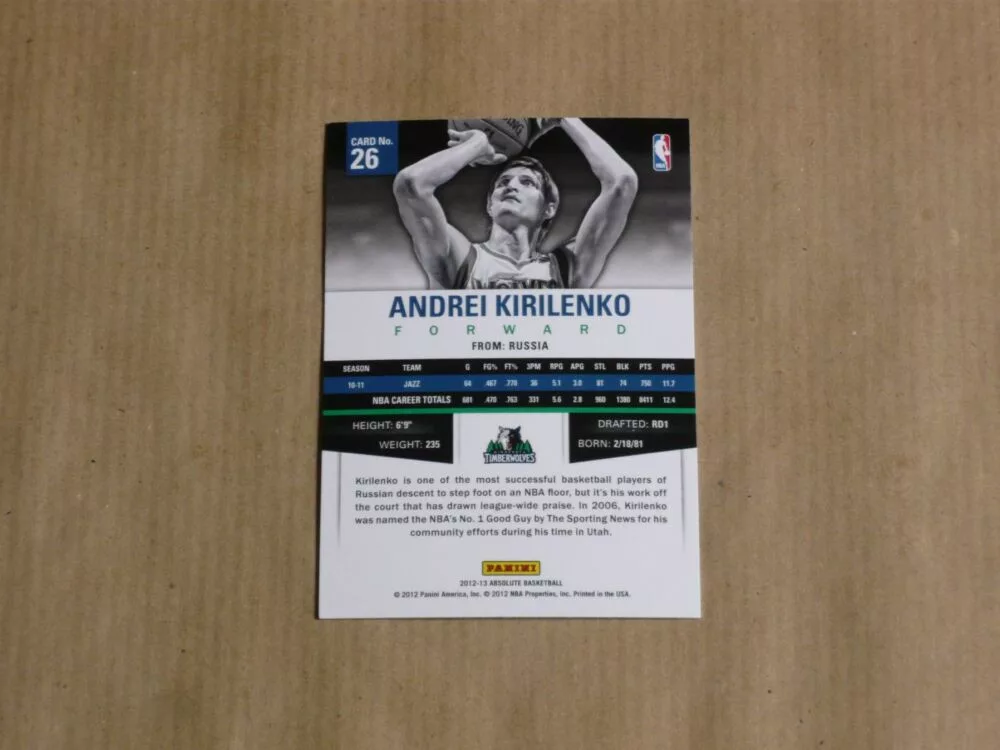 CARD No.
26
ANDREI KIRILENKO
FORWARD
FROM: RUSSIA
SEASON TEAM G FG% FT% 3PM RPG APG STL BLK PTS PPG
10-11 JAZZ 64 .467 .770 36 5.1 3.0 81 74 750 11.7
NBA CAREER TOTALS 681 .470 .763 331 5.6 2.8 960 1380 8411 12.4
HEIGHT: 6'9"
WEIGHT: 235
TIMBERWOLVES
DRAFTED: RD1
BORN: 2/18/81
Kirilenko is one of the most successful basketball players of
Russian descent to step foot on an NBA floor, but it's his work off
the court that has drawn league-wide praise. In 2006, Kirilenko
was named the NBA's No. 1 Good Guy by The Sporting News for his
community efforts during his time in Utah.
PANINI
2012-13 ABSOLUTE BASKETBALL
© 2012 Panini America, Inc. © 2012 NBA Properties, Inc. Printed in the USA.